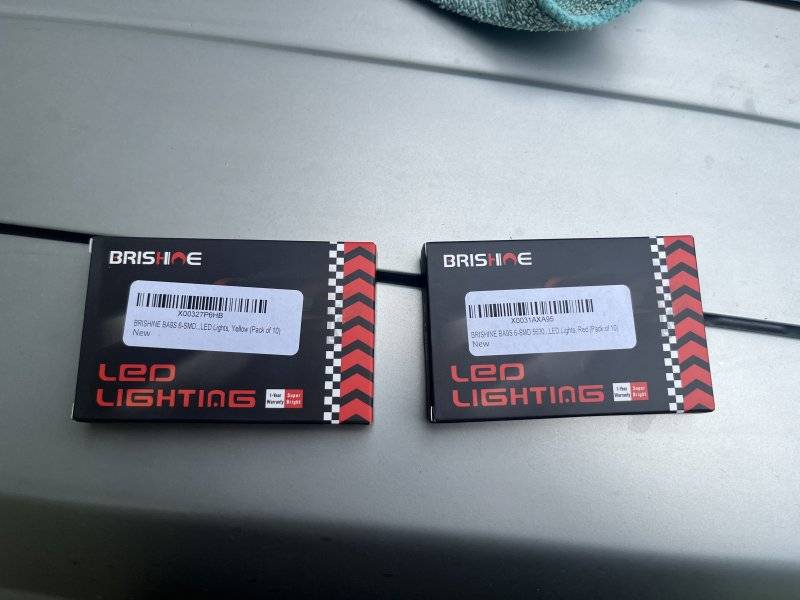 BRISHINE
X00327P6HB
BRISHINE BA9S 6-SMD...LED Lights, Yellow (Pack of 10)
New
LED
LIGHTING
1-Year
Warranty
Super
Bright
BRISHINE
X0031AXA95
BRISHINE BA9S 6-SMD 5630...LED Lights, Red (Pack of 10)
New
LED
LIGHTING
1-Year
Warranty
Super
Bright